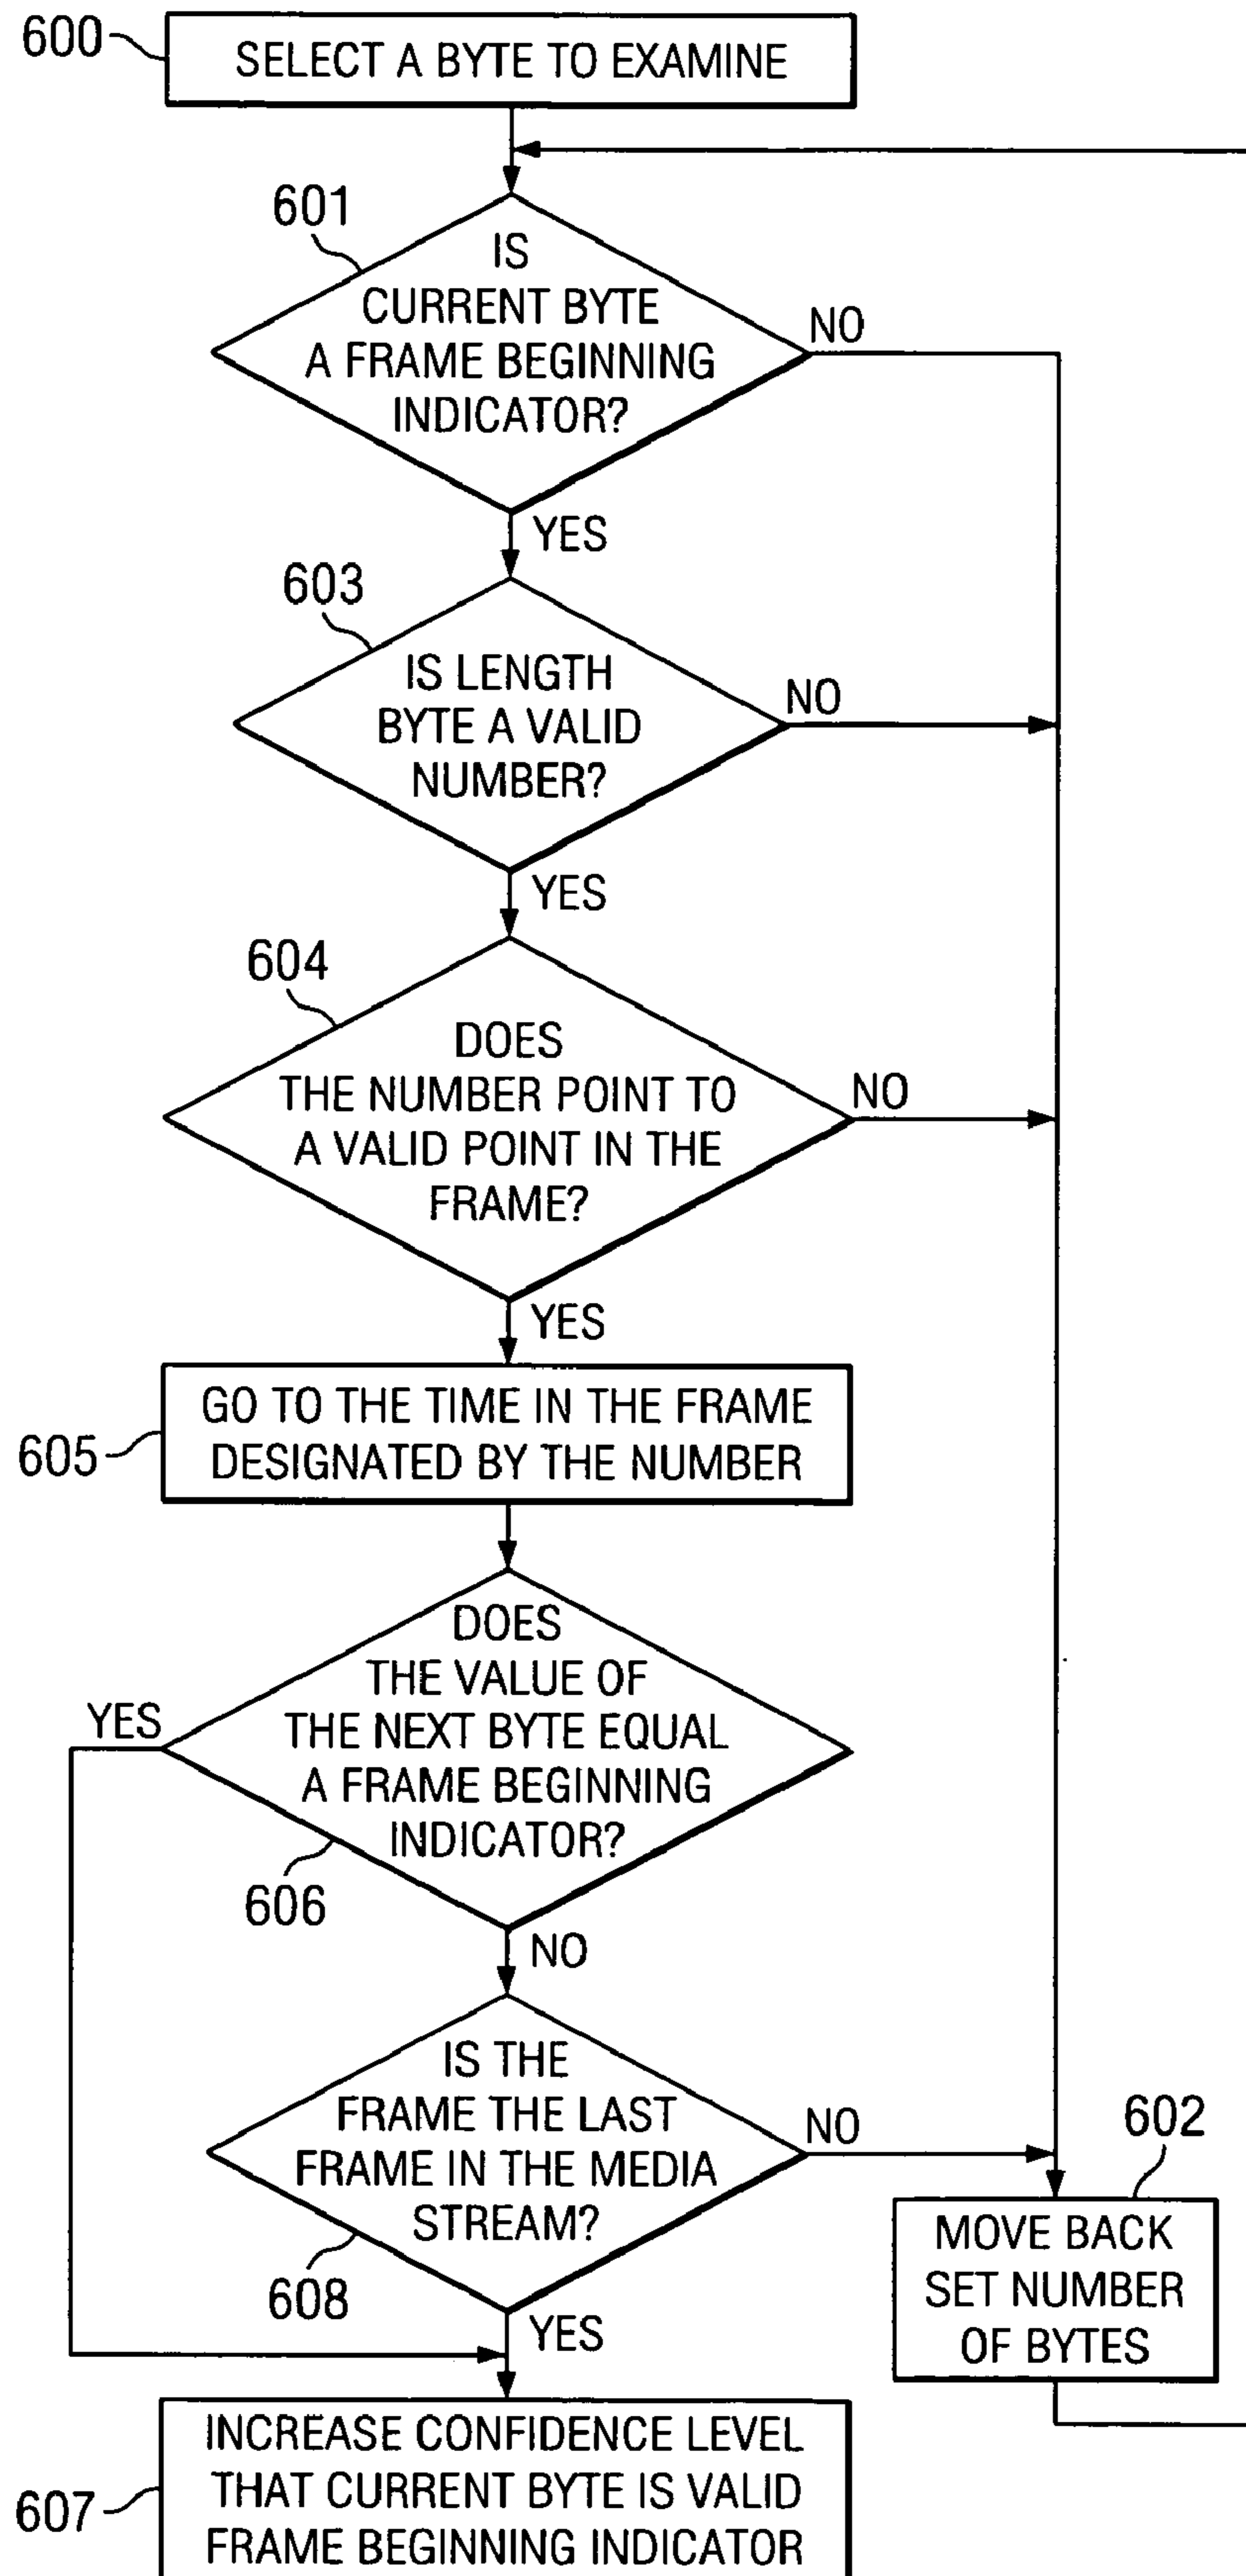 600
SELECT A BYTE TO EXAMINE
601
IS
CURRENT BYTE
A FRAME BEGINNING
INDICATOR?
NO
YES
603
IS LENGTH
BYTE A VALID
NUMBER?
NO
YES
604
DOES
THE NUMBER POINT TO
A VALID POINT IN THE
FRAME?
NO
YES
GO TO THE TIME IN THE FRAME
DESIGNATED BY THE NUMBER
605
DOES
THE VALUE OF
THE NEXT BYTE EQUAL
A FRAME BEGINNING
INDICATOR?
YES
606
NO
IS THE
FRAME THE LAST
FRAME IN THE MEDIA
STREAM?
NO
608
YES
602
MOVE BACK
SET NUMBER
OF BYTES
INCREASE CONFIDENCE LEVEL
THAT CURRENT BYTE IS VALID
FRAME BEGINNING INDICATOR
607